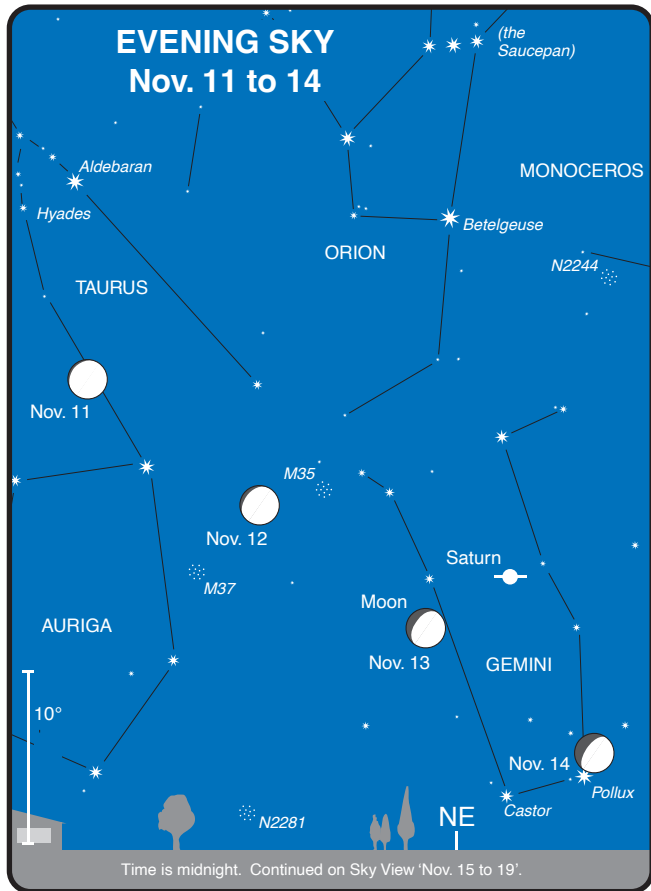 EVENING SKY
Nov. 11 to 14
(the
Saucepan)
Aldebaran
MONOCEROS
Hyades
Betelgeuse
ORION
N2244
TAURUS
Nov. 11
M35
Nov. 12
Saturn
M37
Moon
AURIGA
Nov. 13
GEMINI
10°
Nov. 14
Pollux
Castor
NE
N2281
Time is midnight. Continued on Sky View ‘Nov. 15 to 19’.